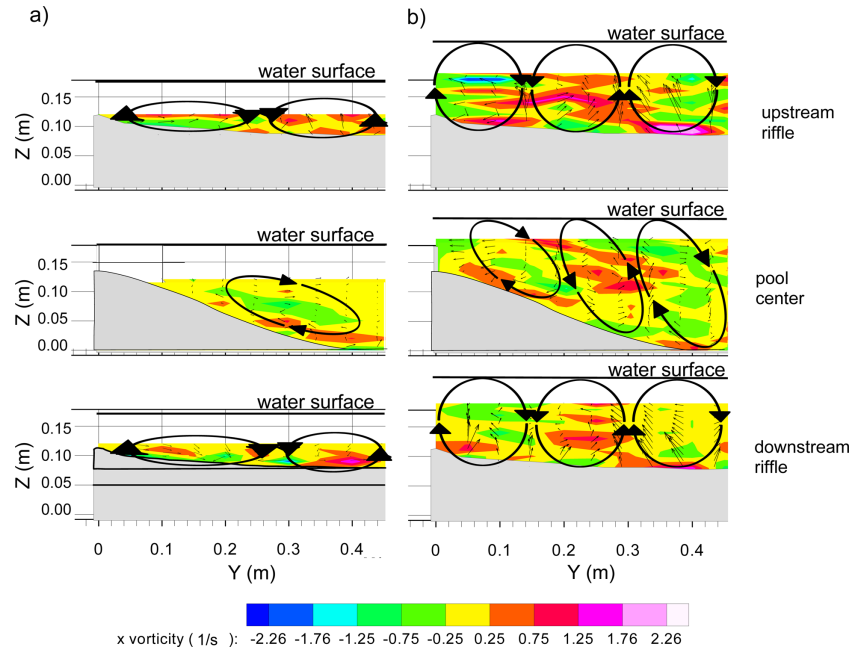 a)
b)
water surface
water surface
0.15
0.10
0.05
0.00
Z (m)
upstream
riffle
water surface
water surface
0.15
0.10
0.05
0.00
Z (m)
pool
center
water surface
water surface
0.15
0.10
0.05
0.00
Z (m)
downstream
riffle
0 0.1 0.2 0.3 0.4
0 0.1 0.2 0.3 0.4
Y (m)
Y (m)
x vorticity ( 1/s ): -2.26 -1.76 -1.25 -0.75 -0.25 0.25 0.75 1.25 1.76 2.26